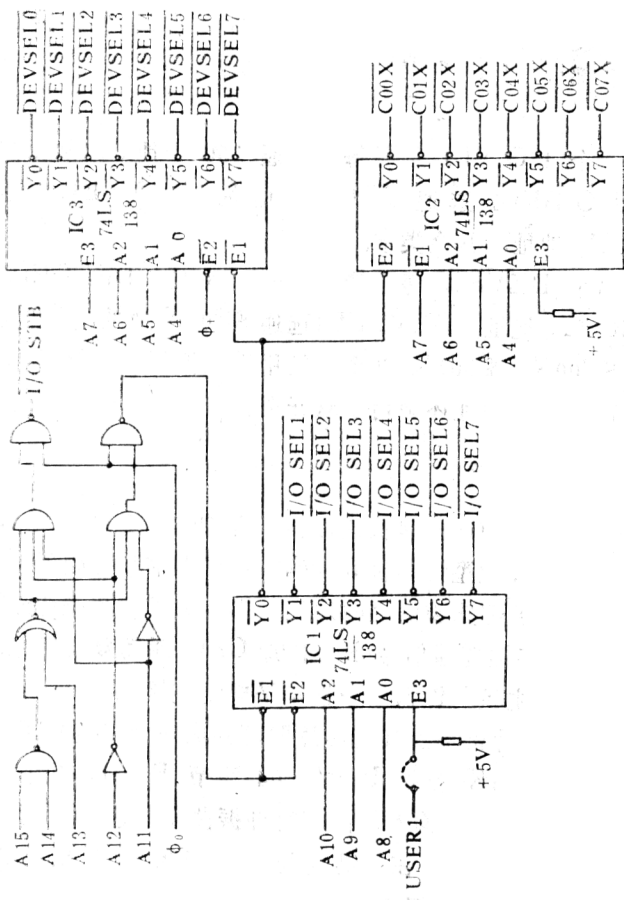 A15
A14
A13
A12
A11
ϕ0
I/O STB
A10
A9
A8
USER1
+5V
E1
E2
A2
A1
A0
E3
IC1
74LS
138
Y0
Y1
Y2
Y3
Y4
Y5
Y6
Y7
I/O SEL1
I/O SEL2
I/O SEL3
I/O SEL4
I/O SEL5
I/O SEL6
I/O SEL7
A7
A6
A5
A4
ϕ1
E3
A2
A1
A0
E2
E1
IC3
74LS
138
Y0
Y1
Y2
Y3
Y4
Y5
Y6
Y7
DEVSEL0
DEVSEL1
DEVSEL2
DEVSEL3
DEVSEL4
DEVSEL5
DEVSEL6
DEVSEL7
A7
A6
A5
A4
+5V
E2
E1
A2
A1
A0
E3
IC2
74LS
138
Y0
Y1
Y2
Y3
Y4
Y5
Y6
Y7
C00X
C01X
C02X
C03X
C04X
C05X
C06X
C07X